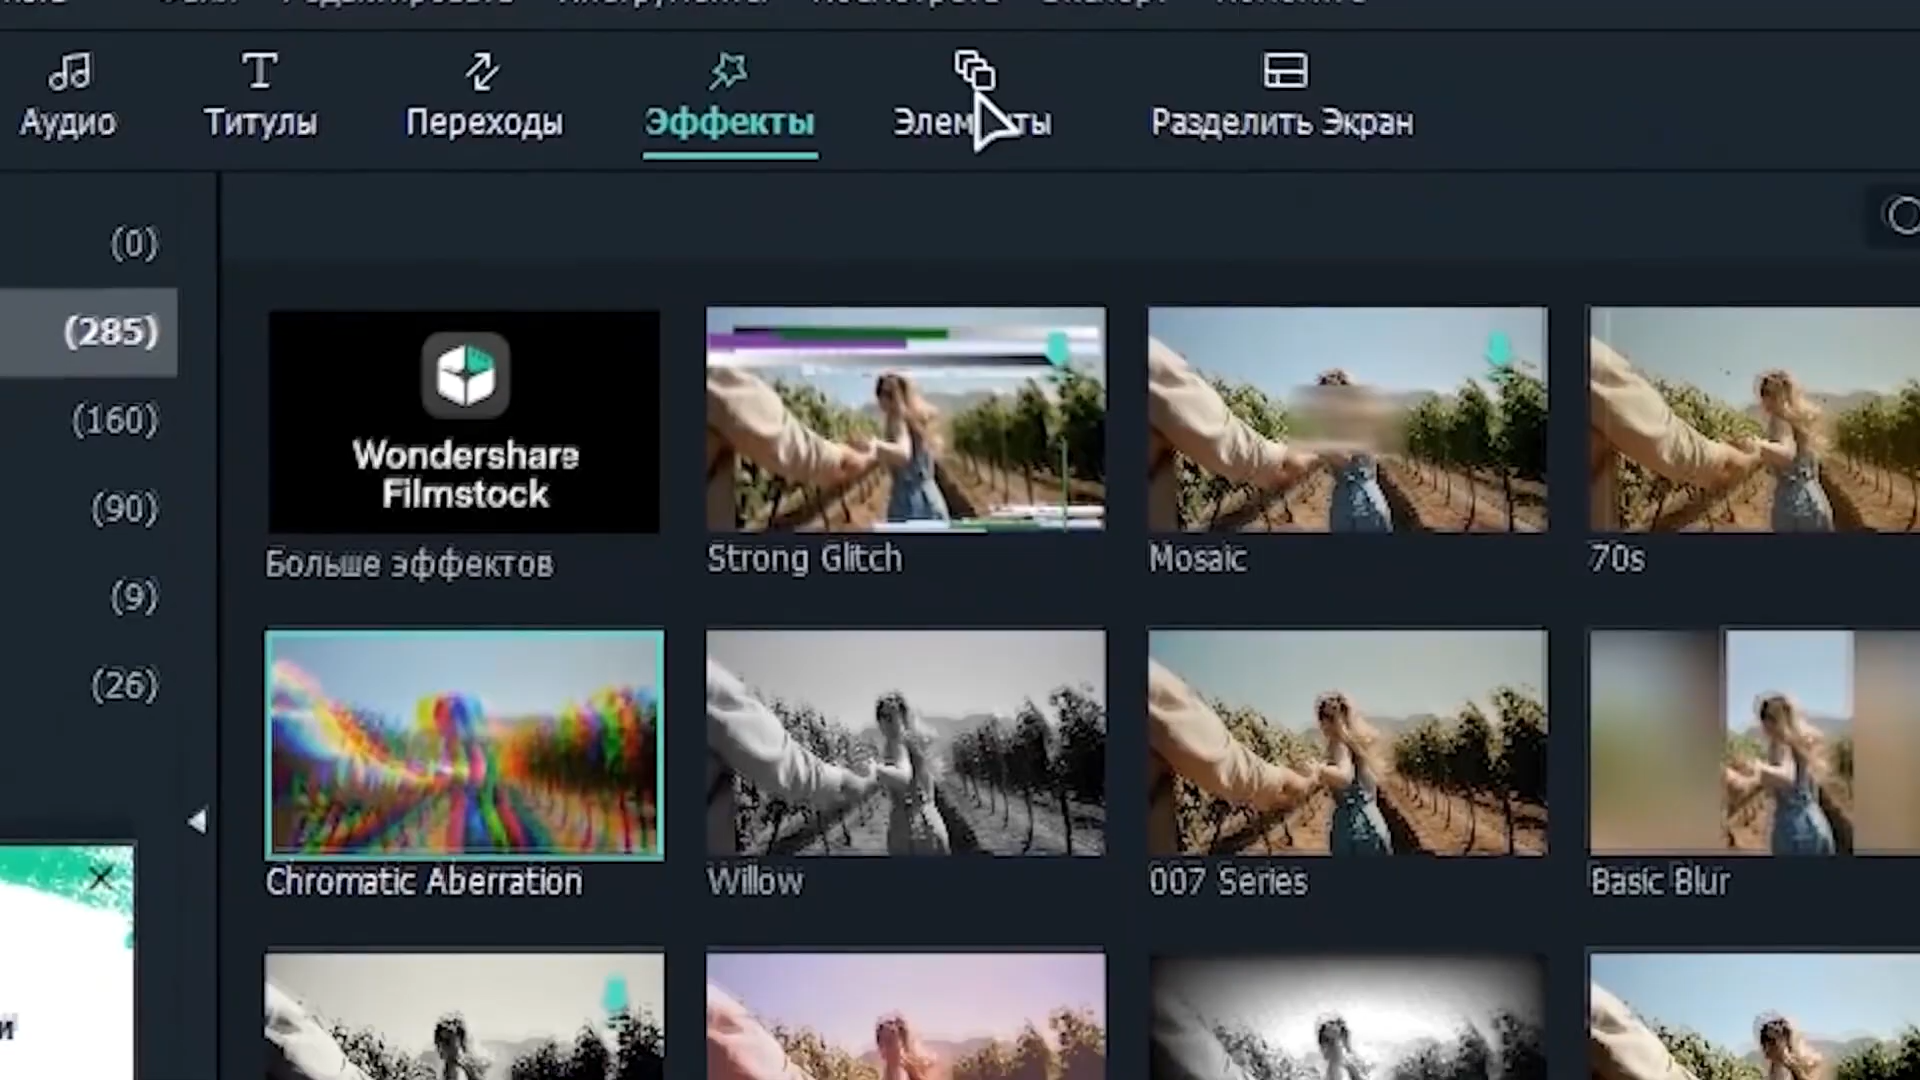 Аудио
Титулы
Переходы
Эффекты
Разделить Экран
(0)
(285)
(160)
(90)
(9)
(26)
Wondershare
Filmstock
Больше эффектов
Strong Glitch
Mosaic
70s
Chromatic Aberration
Willow
007 Series
Basic Blur
и